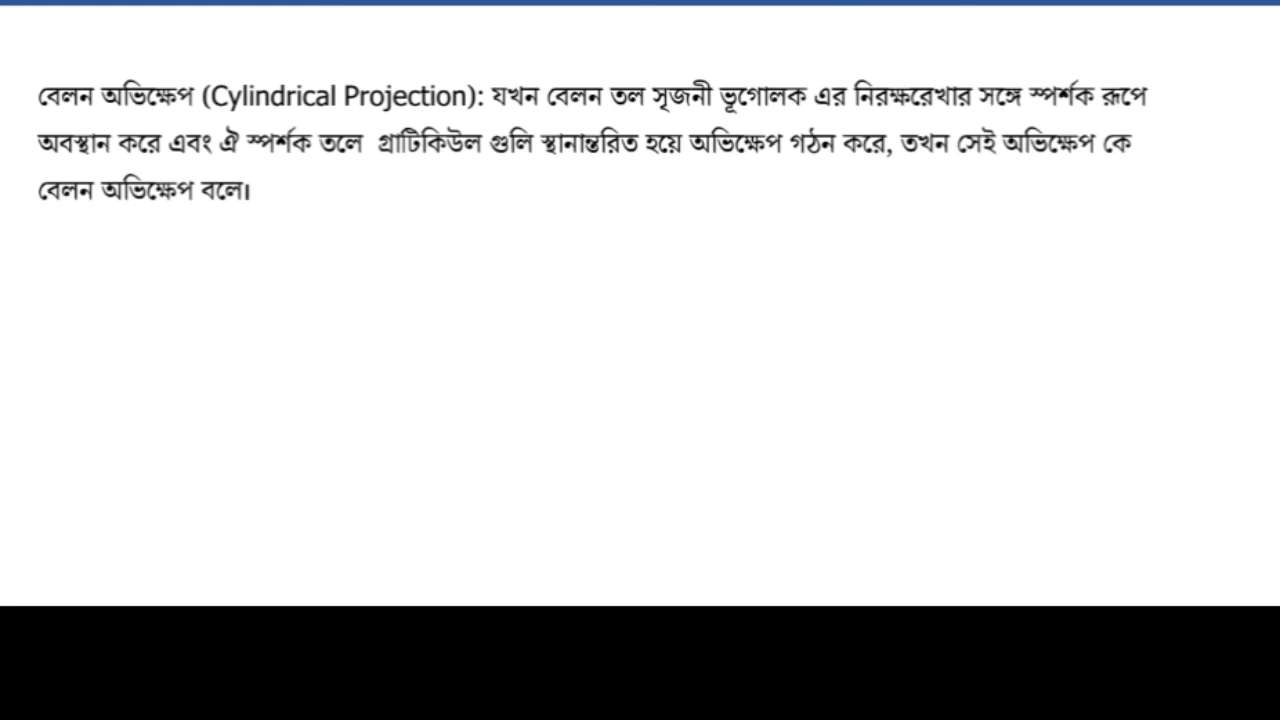 বেলন অভিক্ষেপ (Cylindrical Projection): যখন বেলন তল সৃজনী ভূগোলক এর নিরক্ষরেখার সঙ্গে স্পর্শক রূপে
অবস্থান করে এবং ঐ স্পর্শক তলে গ্রাটিকিউল গুলি স্থানান্তরিত হয়ে অভিক্ষেপ গঠন করে, তখন সেই অভিক্ষেপ কে
বেলন অভিক্ষেপ বলে।